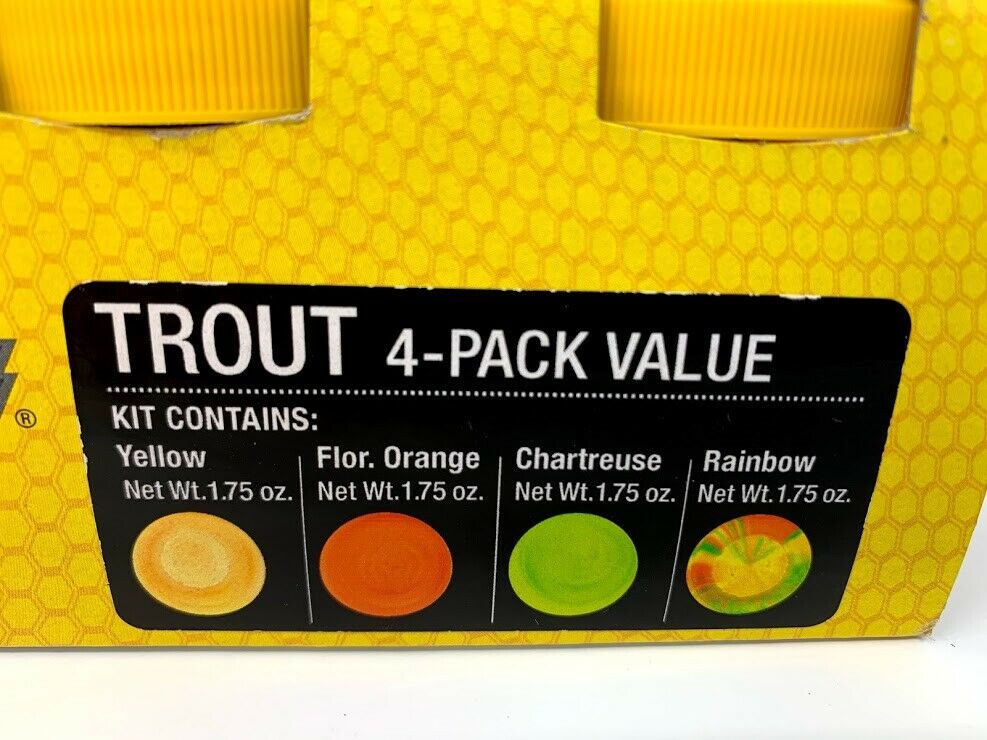 TROUT 4-PACK VALUE
®
KIT CONTAINS:
Yellow
Net Wt.1.75 oz.
Flor. Orange
Net Wt.1.75 oz.
Chartreuse
Net Wt.1.75 oz.
Rainbow
Net Wt.1.75 oz.